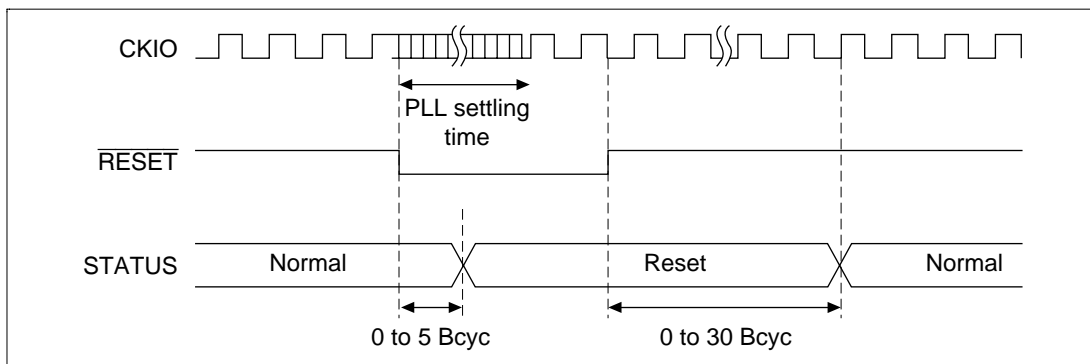 CKIO
PLL settling
time
RESET
STATUS
Normal
Reset
Normal
0 to 5 Bcyc
0 to 30 Bcyc